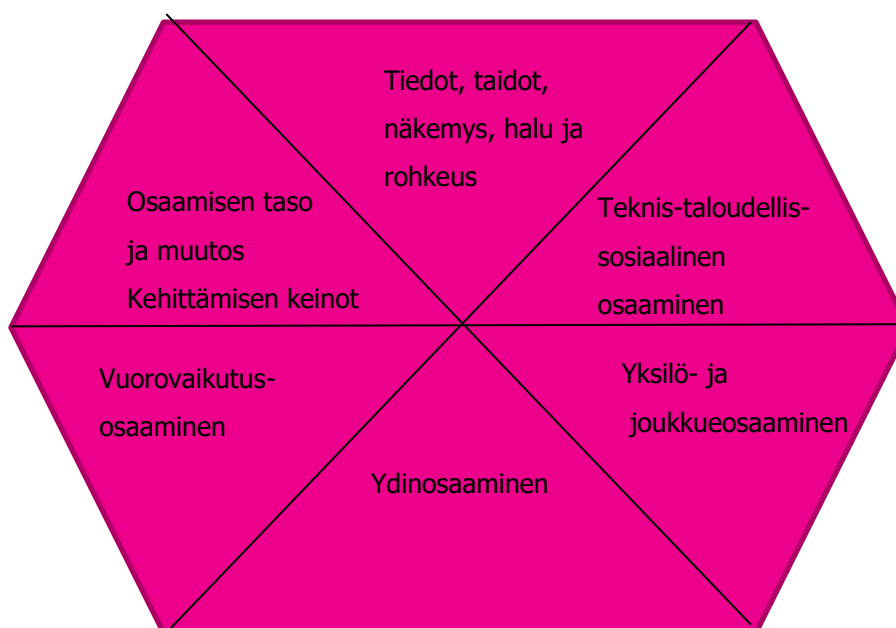 Tiedot, taidot,
näkemys, halu ja
rohkeus
Osaamisen taso
ja muutos
Kehittämisen keinot
Teknis-taloudellis-
sosiaalinen
osaaminen
Vuorovaikutus-
osaaminen
Yksilö- ja
joukkueosaaminen
Ydinosaaminen